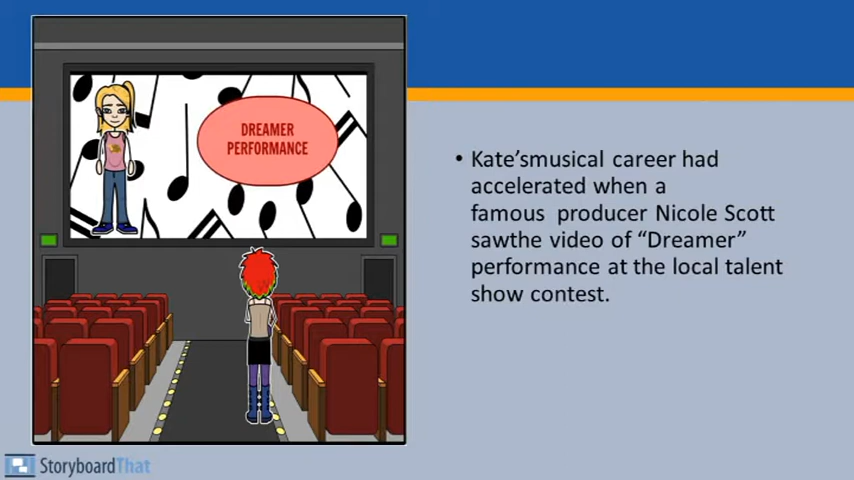 DREAMER
PERFORMANCE
• Kate’smusical career had
accelerated when a
famous  producer Nicole Scott
sawthe video of “Dreamer”
performance at the local talent
show contest.
StoryboardThat